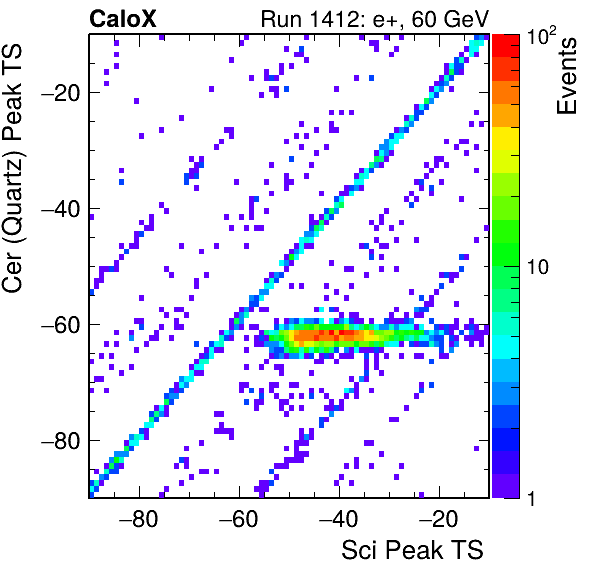 CaloX
Run 1412: e+, 60 GeV
Cer (Quartz) Peak TS
−20
−40
−60
−80
−80
−60
−40
−20
Sci Peak TS
10²
10
1
Events